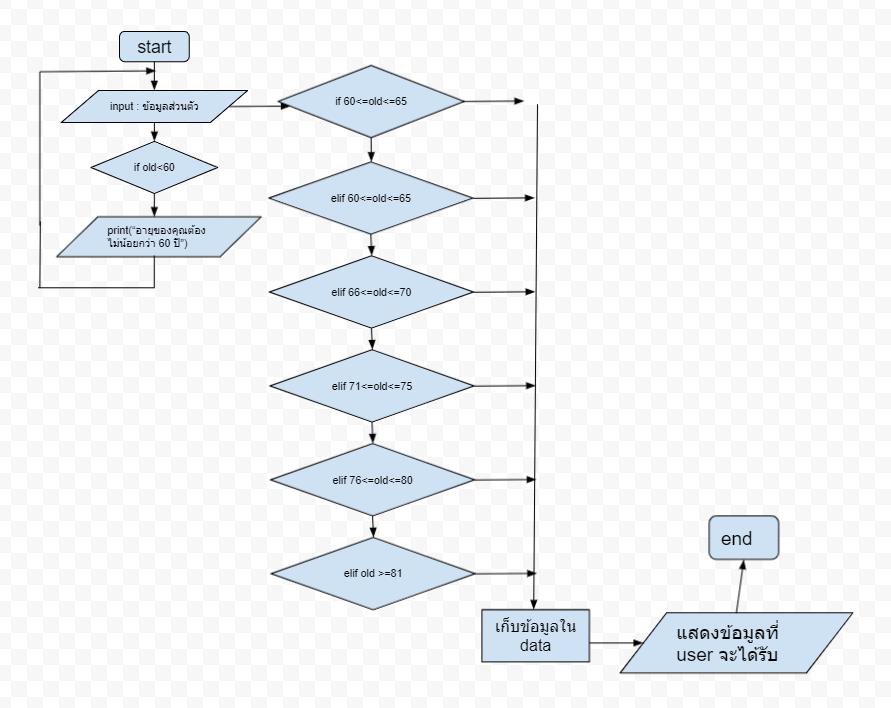 start
input : ข้อมูลส่วนตัว
if old<60
print("อายุของคุณต้อง
ไม่น้อยกว่า 60 ปี")
if 60<=old<=65
elif 60<=old<=65
elif 66<=old<=70
elif 71<=old<=75
elif 76<=old<=80
elif old >=81
เก็บข้อมูลใน
data
แสดงข้อมูลที่
user จะได้รับ
end